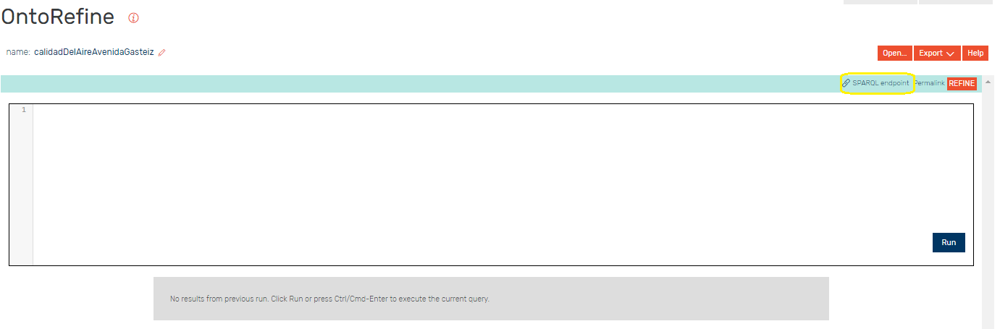 OntoRefine
name: calidadDelAireAvenidaGasteiz
Open... Export Help
SPARQL endpoint Permalink REFINE
1
Run
No results from previous run. Click Run or press Ctrl/Cmd-Enter to execute the current query.